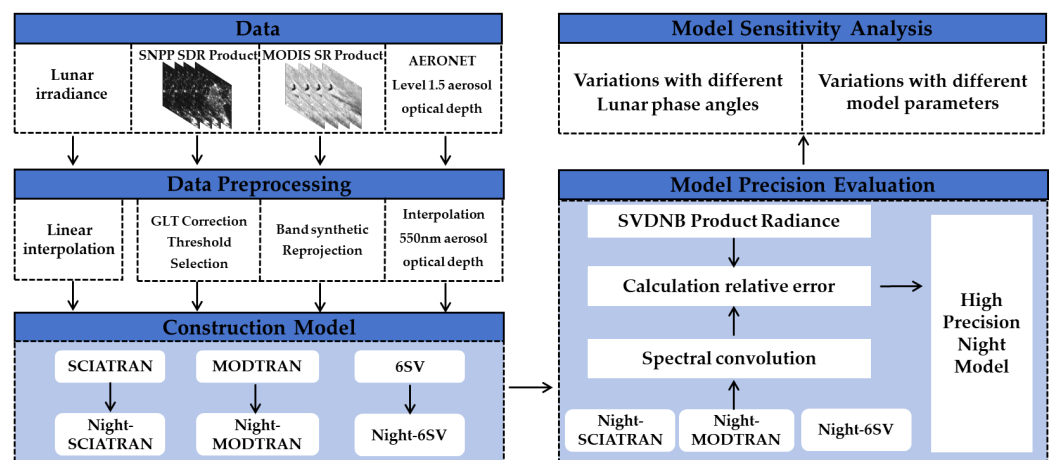 Data
Lunar
irradiance
SNPP SDR Product
MODIS SR Product
AERONET
Level 1.5 aerosol
optical depth
Data Preprocessing
Linear
interpolation
GLT Correction
Threshold
Selection
Band synthetic
Reprojection
Interpolation
550nm aerosol
optical depth
Construction Model
SCIATRAN
MODTRAN
6SV
Night-
SCIATRAN
Night-
MODTRAN
Night-6SV
Model Sensitivity Analysis
Variations with different
Lunar phase angles
Variations with different
model parameters
Model Precision Evaluation
SVDNB Product Radiance
Calculation relative error
Spectral convolution
Night-
SCIATRAN
Night-
MODTRAN
Night-6SV
High
Precision
Night
Model